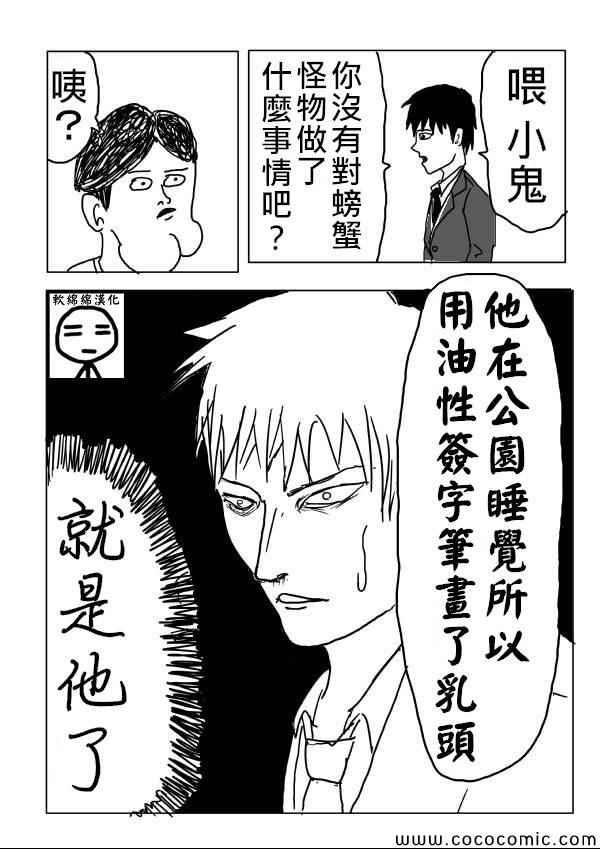 喂小鬼
你沒有對螃蟹
怪物做了
什麼事情吧？
咦？
軟綿綿漢化
他在公園睡覺所以
用油性簽字筆畫了乳頭
就是他了
www.cococomic.com